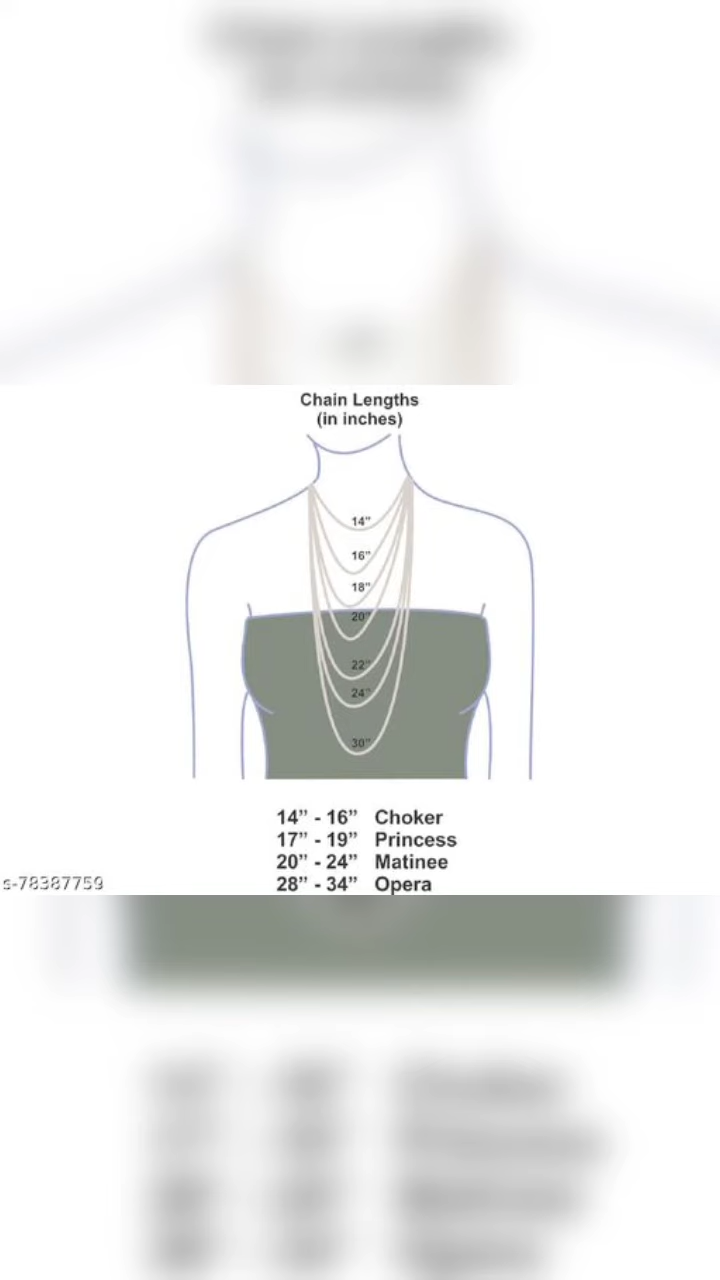 Chain Lengths
(in inches)
14”
16”
18”
20”
22”
24”
30”
14” - 16” Choker
17” - 19” Princess
20” - 24” Matinee
28” - 34” Opera
s-78387759